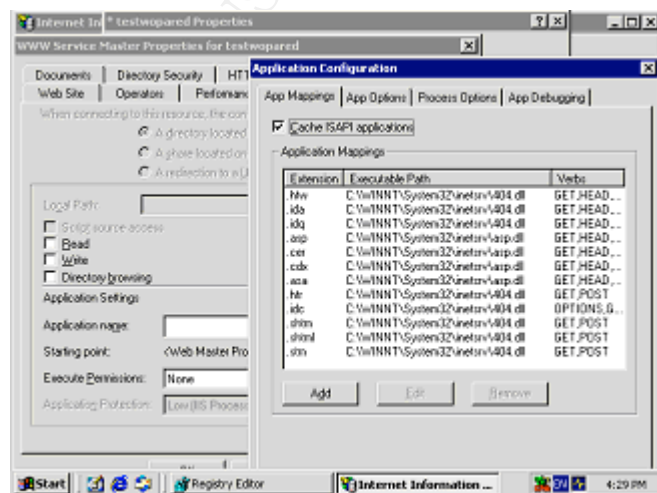 Internet In
* testwopared Properties
WWW Service Master Properties for testwopared
Documents
Directory Security
HTT
Web Site
Operators
Performanc
When connecting to this resource, the con
A directory located
A share located on
A redirection to a U
Local Path:
Script source access
Read
Write
Directory browsing
Application Settings
Application name:
Starting point:
<Web Master Pro
Execute Permissions:
None
Application Protection:
Low (IIS Process
Application Configuration
App Mappings
App Options
Process Options
App Debugging
Cache ISAPI applications
Application Mappings
Extension Executable Path Verbs
.htw C:\WINNT\System32\inetsrv\404.dll GET,HEAD,...
.ida C:\WINNT\System32\inetsrv\404.dll GET,HEAD,...
.idq C:\WINNT\System32\inetsrv\404.dll GET,HEAD,...
.asp C:\WINNT\System32\inetsrv\asp.dll GET,HEAD,...
.cer C:\WINNT\System32\inetsrv\asp.dll GET,HEAD,...
.cdx C:\WINNT\System32\inetsrv\asp.dll GET,HEAD,...
.asa C:\WINNT\System32\inetsrv\asp.dll GET,HEAD,...
.htr C:\WINNT\System32\inetsrv\404.dll GET,POST
.idc C:\WINNT\System32\inetsrv\404.dll OPTIONS,G...
.shtm C:\WINNT\System32\inetsrv\404.dll GET,POST
.shtml C:\WINNT\System32\inetsrv\404.dll GET,POST
.stm C:\WINNT\System32\inetsrv\404.dll GET,POST
Add
Edit
Remove
Start
Registry Editor
Internet Information ...
EN
4:29 PM